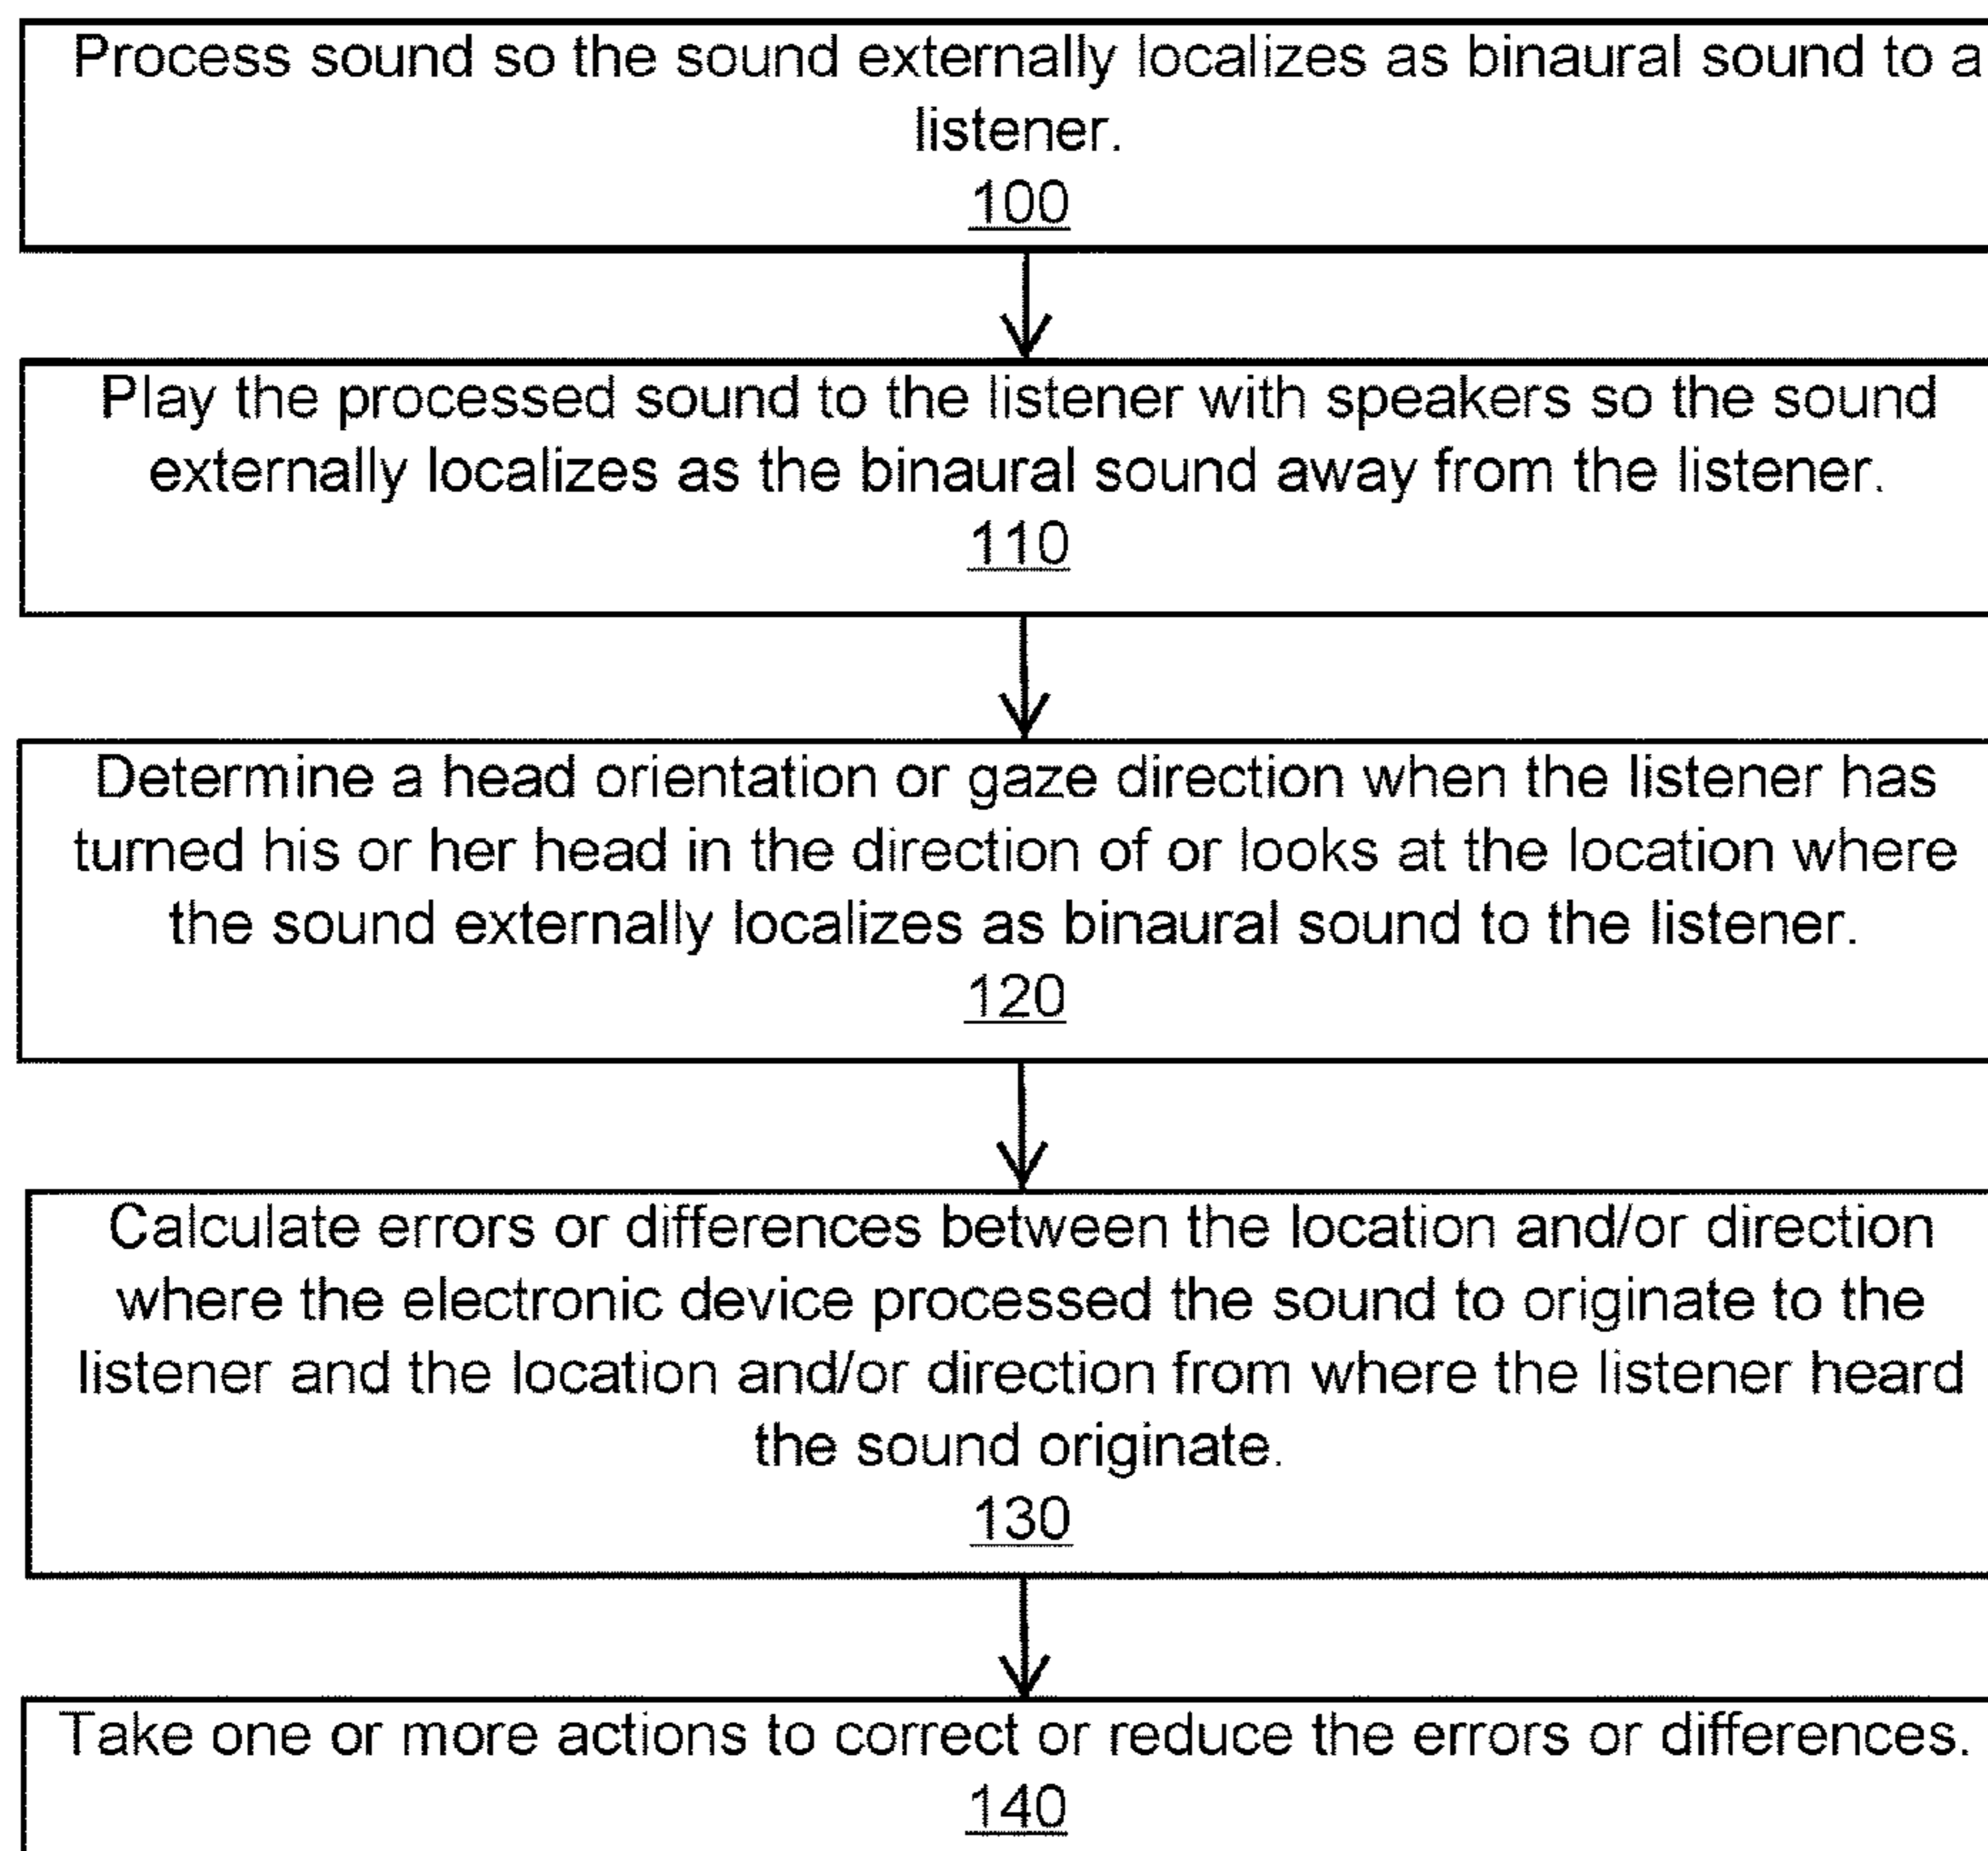 Process sound so the sound externally localizes as binaural sound to a
listener.
100
Play the processed sound to the listener with speakers so the sound
externally localizes as the binaural sound away from the listener.
110
Determine a head orientation or gaze direction when the listener has
turned his or her head in the direction of or looks at the location where
the sound externally localizes as binaural sound to the listener.
120
Calculate errors or differences between the location and/or direction
where the electronic device processed the sound to originate to the
listener and the location and/or direction from where the listener heard
the sound originate.
130
Take one or more actions to correct or reduce the errors or differences.
140